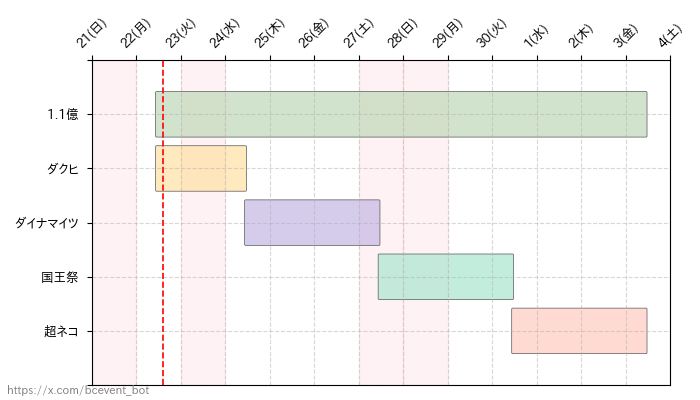 21(日)
22(月)
23(火)
24(水)
25(木)
26(金)
27(土)
28(日)
29(月)
30(火)
1(水)
2(木)
3(金)
4(土)
1.1億
ダクヒ
ダイナマイツ
国王祭
超ネコ
https://x.com/bcevent_bot